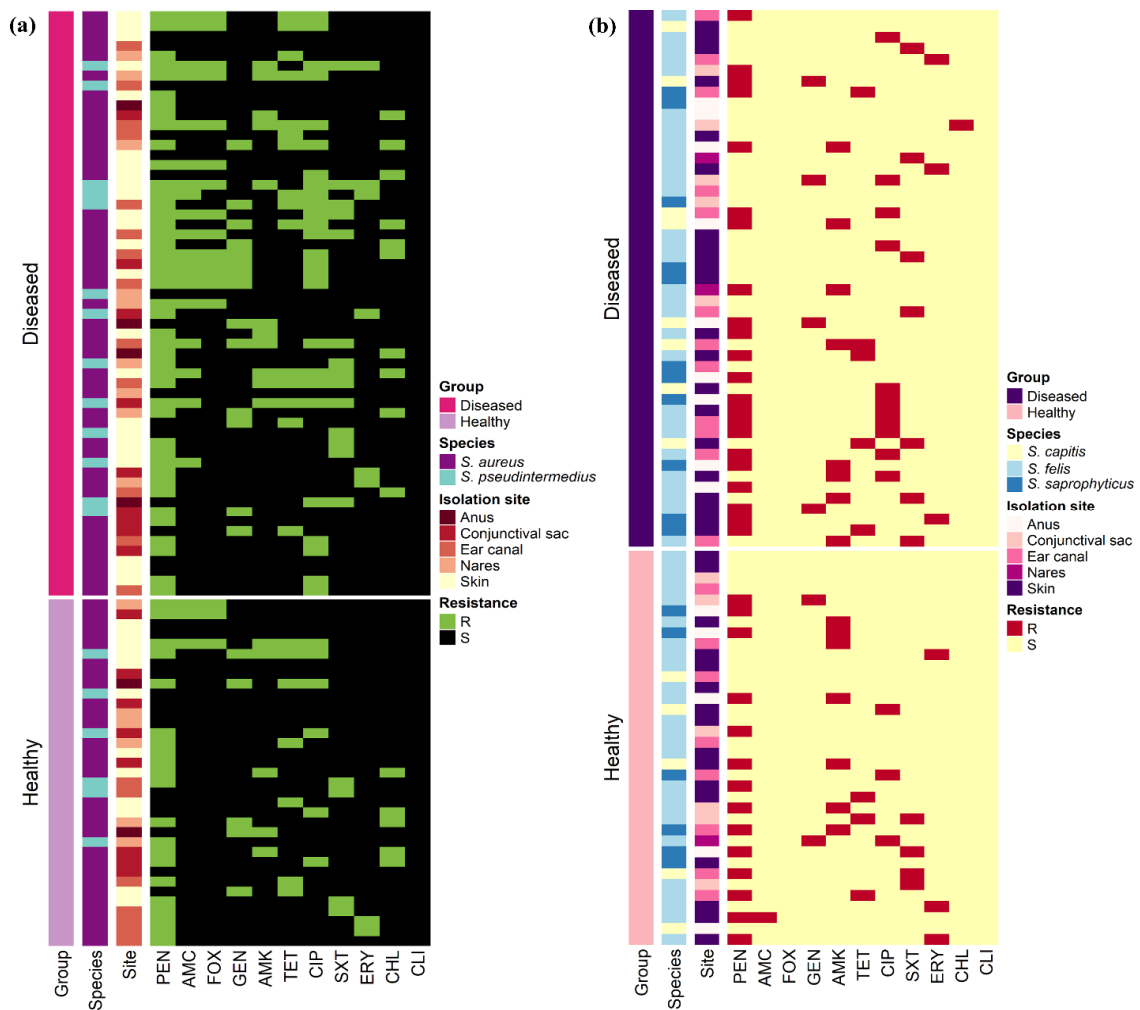 (a)
Diseased
Healthy
Group
Species
Site
PEN
AMC
FOX
GEN
AMK
TET
CIP
SXT
ERY
CHL
CLI
Group
Diseased
Healthy
Species
S. aureus
S. pseudintermedius
Isolation site
Anus
Conjunctival sac
Ear canal
Nares
Skin
Resistance
R
S
(b)
Diseased
Healthy
Group
Species
Site
PEN
AMC
FOX
GEN
AMK
TET
CIP
SXT
ERY
CHL
CLI
Group
Diseased
Healthy
Species
S. capitis
S. felis
S. saprophyticus
Isolation site
Anus
Conjunctival sac
Ear canal
Nares
Skin
Resistance
R
S